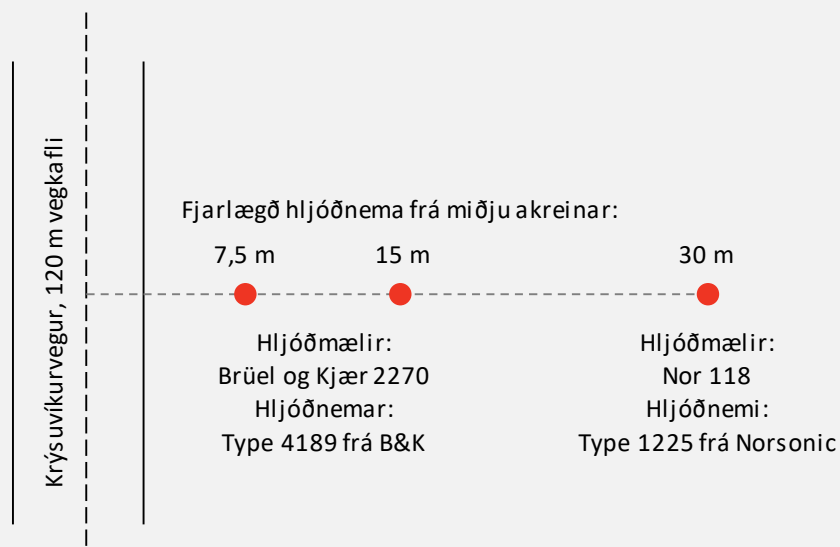 Krýsuvíkurvegur, 120 m vegkafli
Fjarlægð hljóðnema frá miðju akreinar:
7,5 m
15 m
30 m
Hljóðmælir:
Brüel og Kjær 2270
Hljóðnemar:
Type 4189 frá B&K
Hljóðmælir:
Nor 118
Hljóðnemi:
Type 1225 frá Norsonic